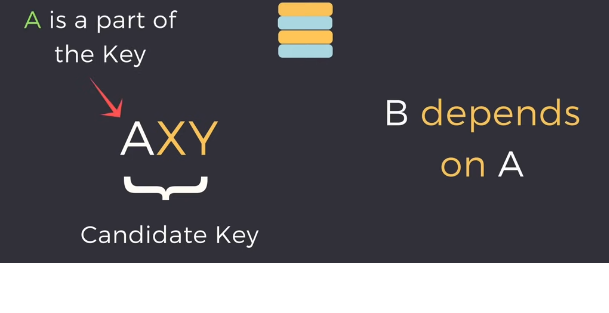 A is a part of
the Key
AXY
Candidate Key
B depends
on A